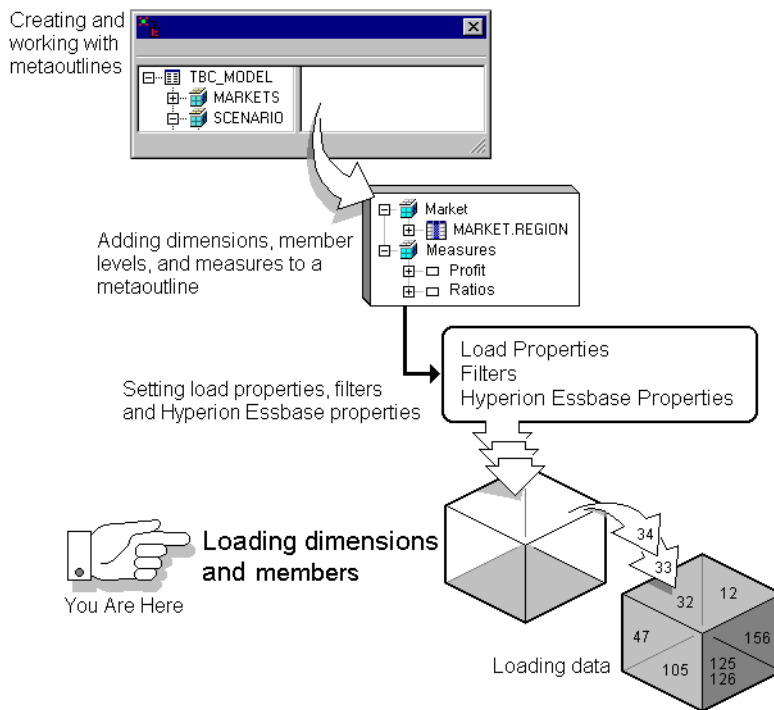 Creating and
working with
metaoutlines
TBC_MODEL
MARKETS
SCENARIO
Market
MARKET.REGION
Measures
Profit
Ratios
Adding dimensions, member
levels, and measures to a
metaoutline
Load Properties
Filters
Hyperion Essbase Properties
Setting load properties, filters
and Hyperion Essbase properties
Loading dimensions
and members
You Are Here
34
33
32
12
47
156
105
125
126
Loading data